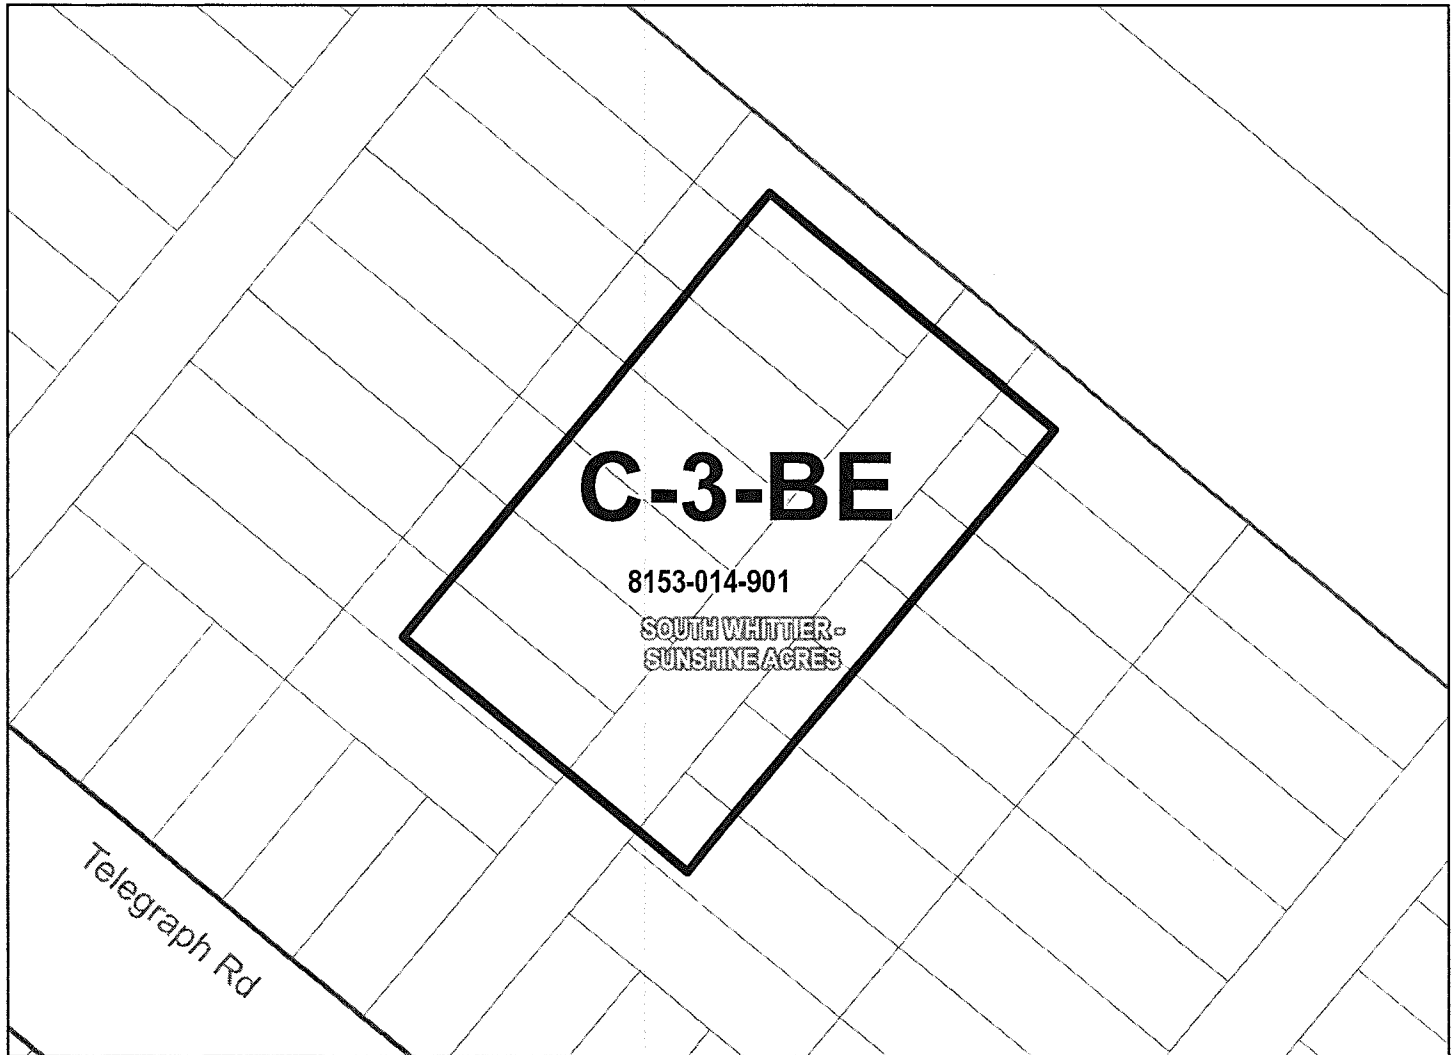 C-3-BE
8153-014-901
SOUTH WHITTIER -
SUNSHINE ACRES
Telegraph Rd